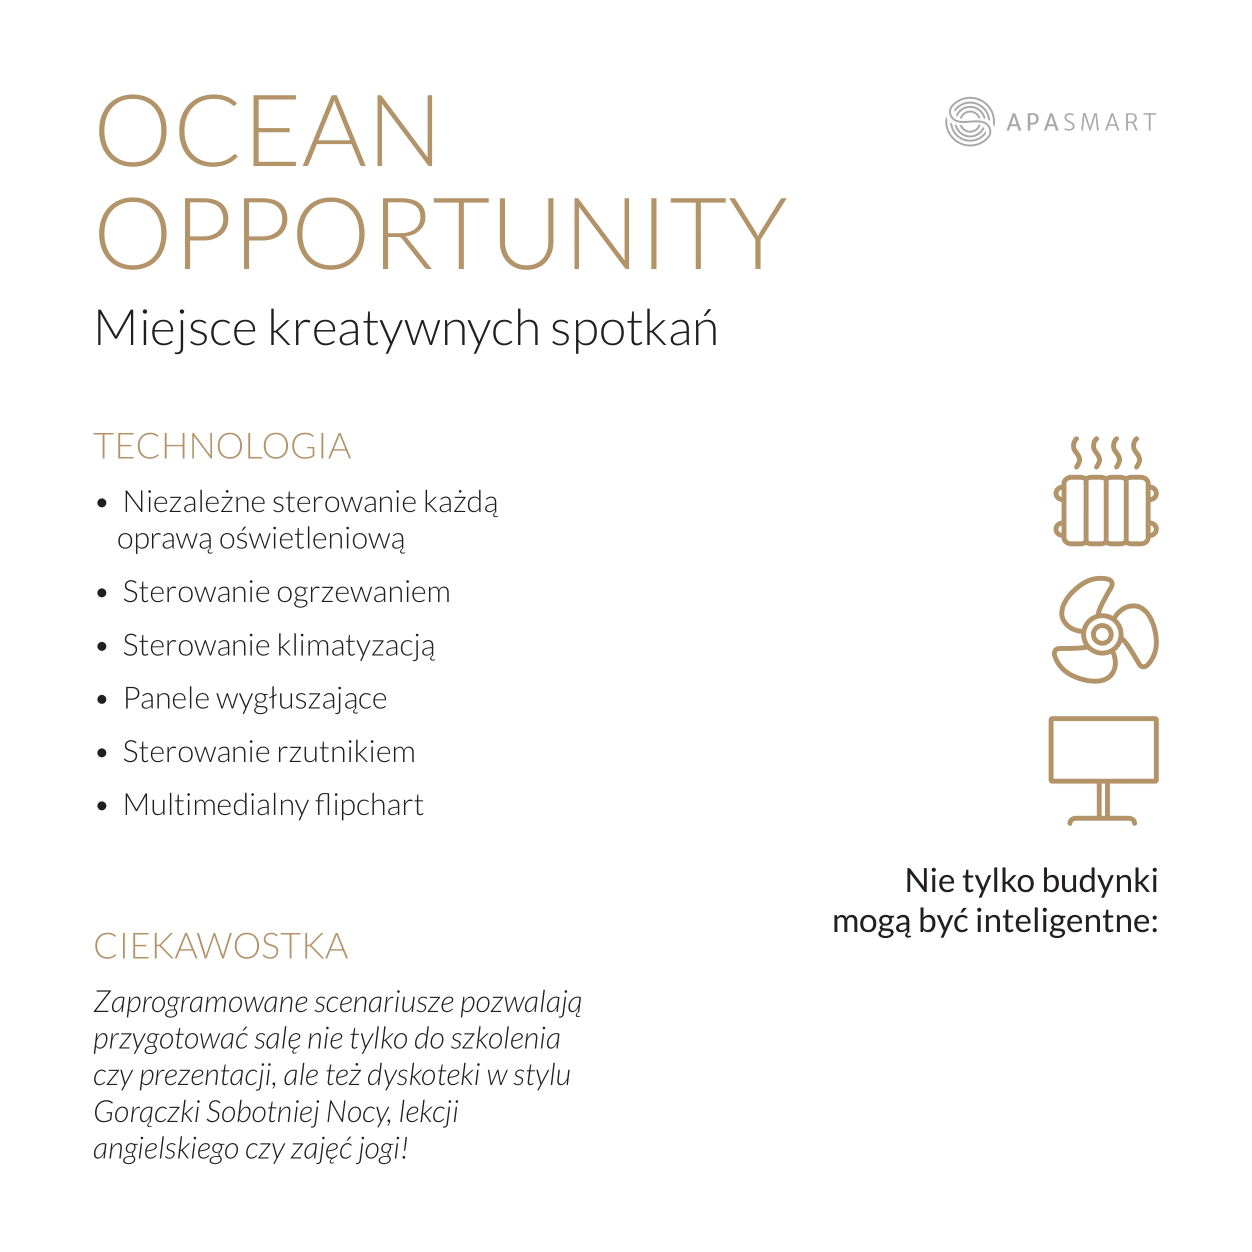 OCEAN
OPPORTUNITY
APASMART
Miejsce kreatywnych spotkań
TECHNOLOGIA
• Niezależne sterowanie każdą
oprawą oświetleniową
• Sterowanie ogrzewaniem
• Sterowanie klimatyzacją
• Panele wygłuszające
• Sterowanie rzutnikiem
• Multimedialny flipchart
Nie tylko budynki
mogą być inteligentne:
CIEKAWOSTKA
Zaprogramowane scenariusze pozwalają
przygotować salę nie tylko do szkolenia
czy prezentacji, ale też dyskoteki w stylu
Gorączki Sobotniej Nocy, lekcji
angielskiego czy zajęć jogi!